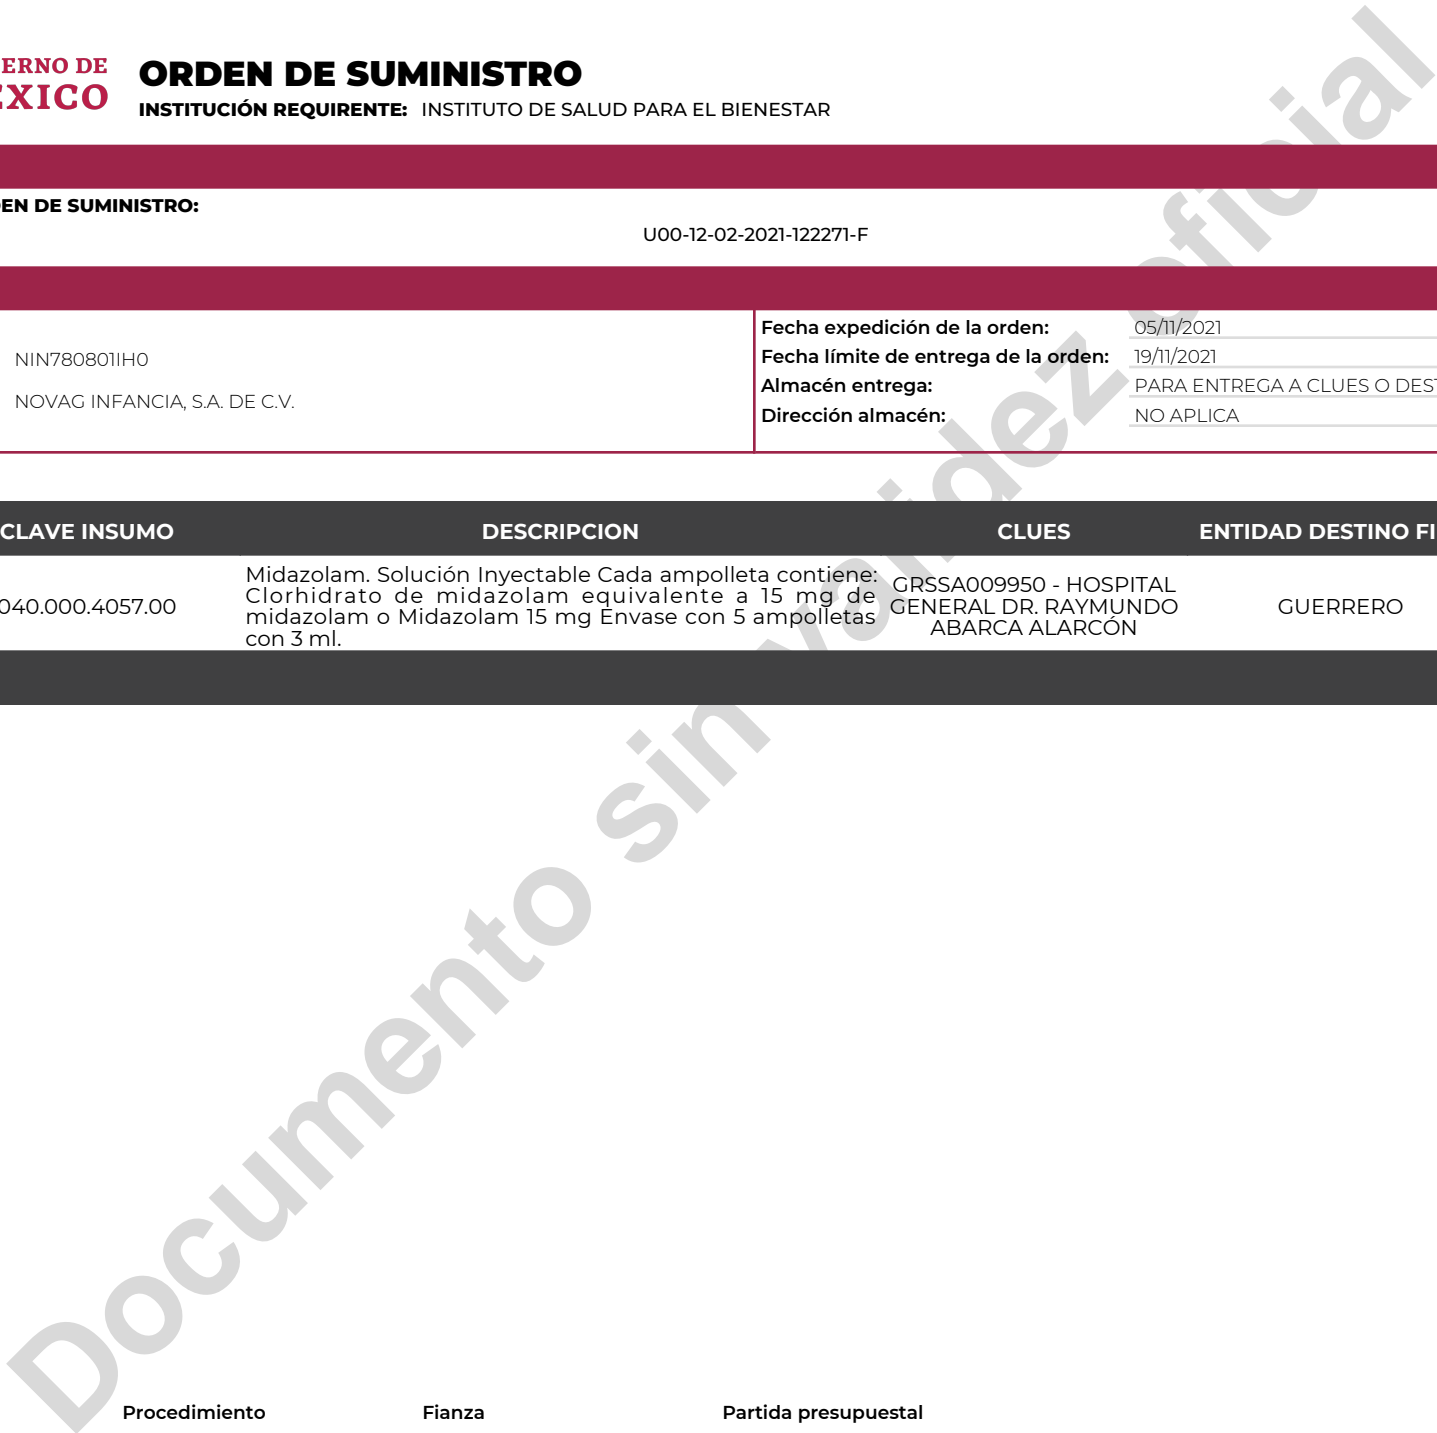 ERNO DE
EXICO
ORDEN DE SUMINISTRO
INSTITUCIÓN REQUIRENTE: INSTITUTO DE SALUD PARA EL BIENESTAR
EN DE SUMINISTRO:
U00-12-02-2021-122271-F
NIN780801IH0
NOVAG INFANCIA, S.A. DE C.V.
Fecha expedición de la orden: 05/11/2021
Fecha límite de entrega de la orden: 19/11/2021
Almacén entrega: PARA ENTREGA A CLUES O DEST
Dirección almacén: NO APLICA
CLAVE INSUMO DESCRIPCION CLUES ENTIDAD DESTINO FI
040.000.4057.00
Midazolam. Solución Inyectable Cada ampolleta contiene:
Clorhidrato de midazolam equivalente a 15 mg de
midazolam o Midazolam 15 mg Envase con 5 ampolletas
con 3 ml.
GRSSA009950 - HOSPITAL
GENERAL DR. RAYMUNDO
ABARCA ALARCÓN
GUERRERO
Documento sin validez oficial
Procedimiento Fianza Partida presupuestal